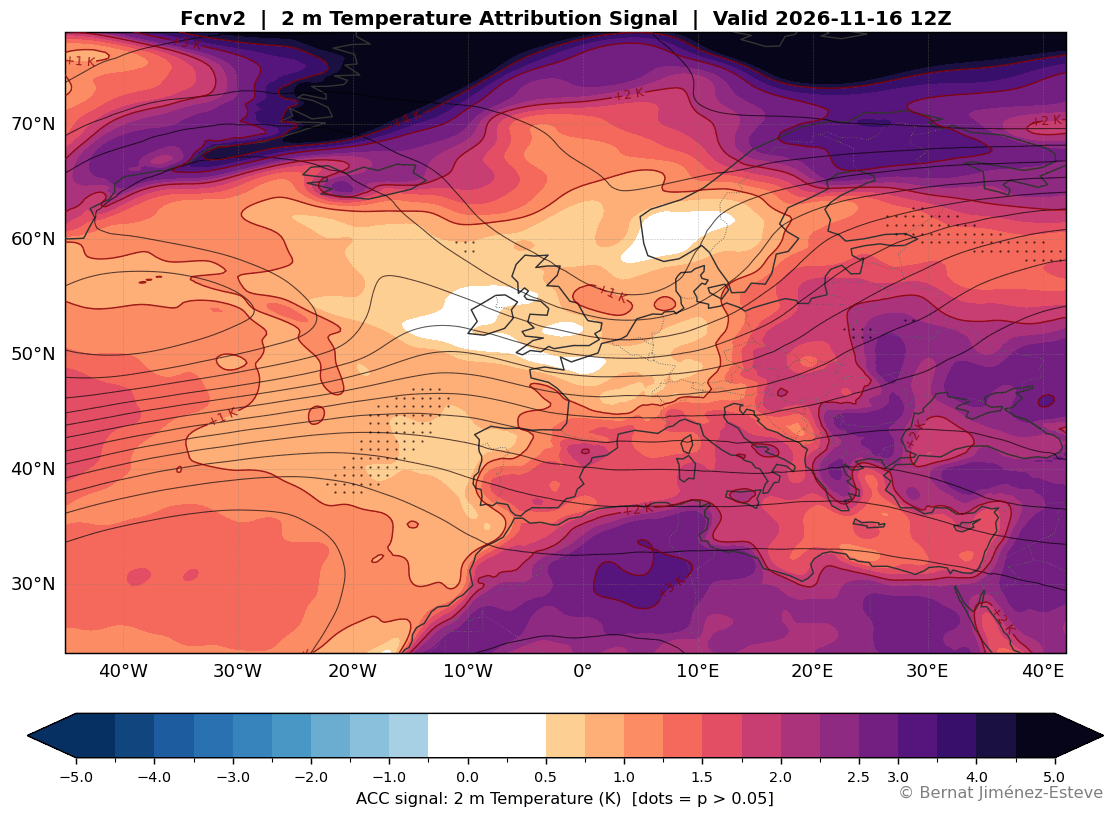 Fcnv2 | 2 m Temperature Attribution Signal | Valid 2026-11-16 12Z
+1 K
+2 K
+2 K
70°N
60°N
+1 K
50°N
+1 K
+2 K
40°N
+2 K
+3 K
30°N
+2 K
40°W 30°W 20°W 10°W 0° 10°E 20°E 30°E 40°E
−5.0 −4.0 −3.0 −2.0 −1.0 0.0 0.5 1.0 1.5 2.0 2.5 3.0 4.0 5.0
ACC signal: 2 m Temperature (K) [dots = p > 0.05]
© Bernat Jiménez-Esteve